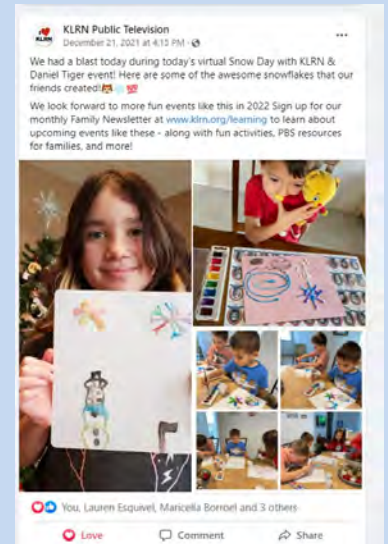 KLRN Public Television
KLRN
December 21, 2021 at 4:15 PM ·
We had a blast today during today's virtual Snow Day with KLRN &
Daniel Tiger event! Here are some of the awesome snowflakes that our
friends created!🐯❄️💯
We look forward to more fun events like this in 2022 Sign up for our
monthly Family Newsletter at www.klrn.org/learning to learn about
upcoming events like these - along with fun activities, PBS resources
for families, and more!
You, Lauren Esquivel, Maricella Borroel and 3 others
Love
Comment
Share